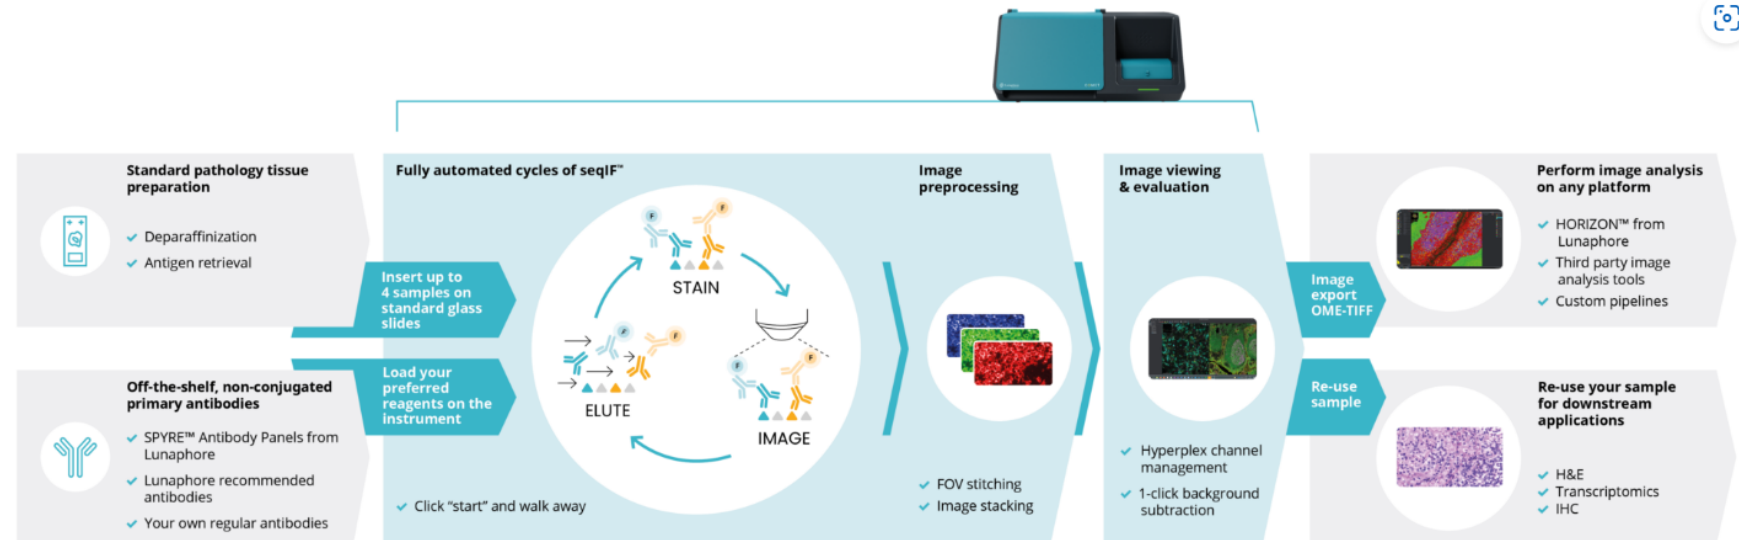 Standard pathology tissue
preparation
Deparaffinization
Antigen retrieval
Off-the-shelf, non-conjugated
primary antibodies
SPYRE™ Antibody Panels from
Lunaphore
Lunaphore recommended
antibodies
Your own regular antibodies
Insert up to
4 samples on
standard glass
slides
Load your
preferred
reagents on the
instrument
Fully automated cycles of seqIF™
F
F
STAIN
F
F
ELUTE
F
F
IMAGE
Click “start” and walk away
Image
preprocessing
FOV stitching
Image stacking
Image viewing
& evaluation
Hyperplex channel
management
1-click background
subtraction
Image
export
OME-TIFF
Re-use
sample
Perform image analysis
on any platform
HORIZON™ from
Lunaphore
Third party image
analysis tools
Custom pipelines
Re-use your sample
for downstream
applications
H&E
Transcriptomics
IHC